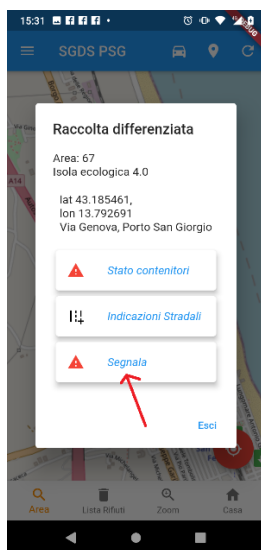 15:31
SGDS PSG
A14
Raccolta differenziata
Area: 67
Isola ecologica 4.0
lat 43.185461,
lon 13.792691
Via Genova, Porto San Giorgio
Stato contenitori
Indicazioni Stradali
Segnala
Esci
Area
Lista Rifiuti
Zoom
Casa